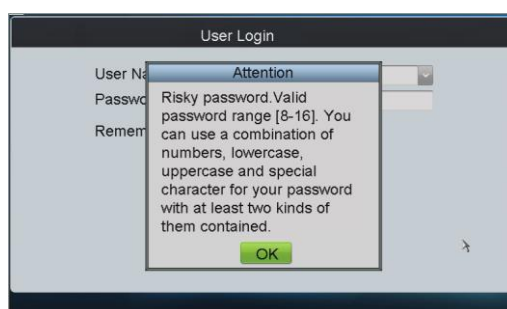 User Login
User Na
Attention
Passwo
Remem
Risky password.Valid
password range [8-16]. You
can use a combination of
numbers, lowercase,
uppercase and special
character for your password
with at least two kinds of
them contained.
OK